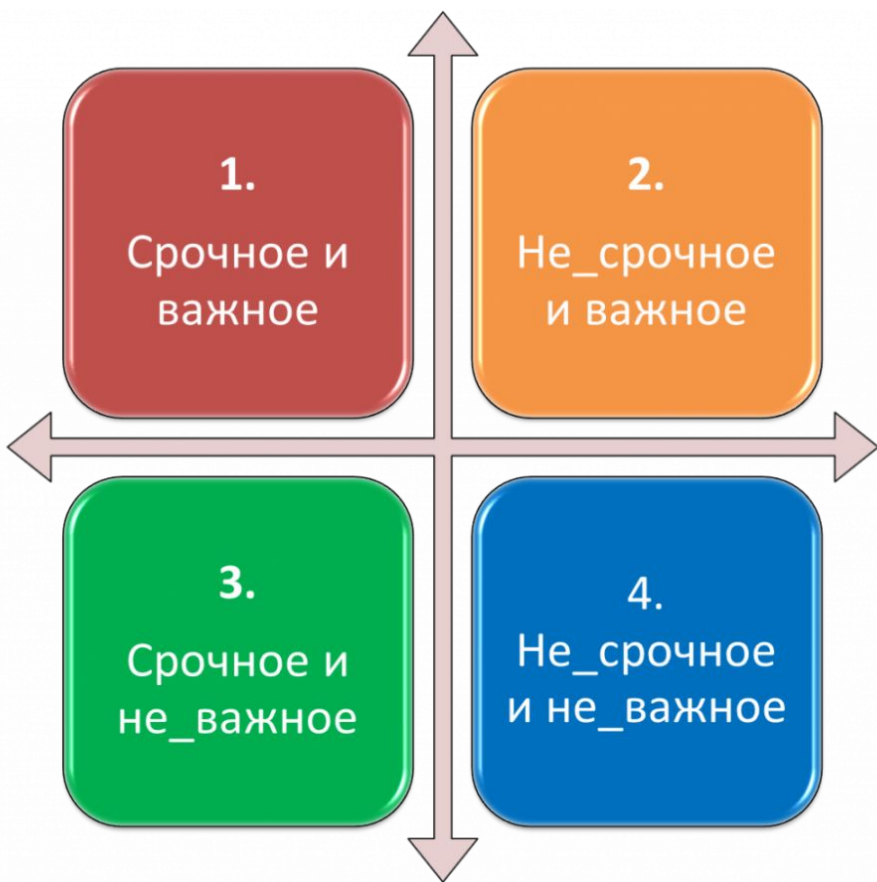 1.
Срочное и
важное
2.
Не_срочное
и важное
3.
Срочное и
не_важное
4.
Не_срочное
и не_важное